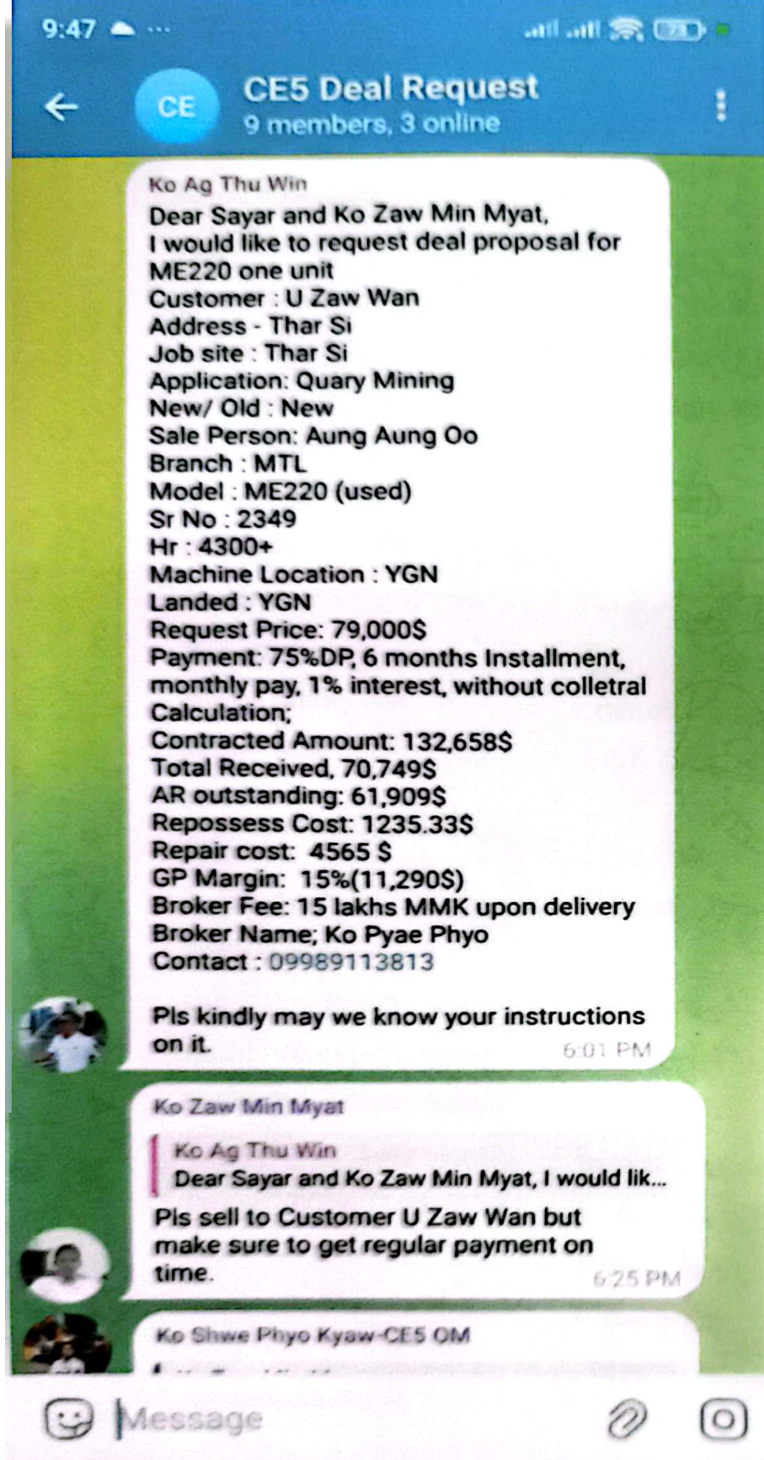 9:47
73
CE
CE5 Deal Request
9 members, 3 online
Ko Ag Thu Win
Dear Sayar and Ko Zaw Min Myat,
I would like to request deal proposal for
ME220 one unit
Customer : U Zaw Wan
Address - Thar Si
Job site : Thar Si
Application: Quary Mining
New/ Old : New
Sale Person: Aung Aung Oo
Branch : MTL
Model : ME220 (used)
Sr No : 2349
Hr : 4300+
Machine Location : YGN
Landed : YGN
Request Price: 79,000$
Payment: 75%DP, 6 months Installment,
monthly pay, 1% interest, without colletral
Calculation;
Contracted Amount: 132,658$
Total Received, 70,749$
AR outstanding: 61,909$
Repossess Cost: 1235.33$
Repair cost:  4565 $
GP Margin:  15%(11,290$)
Broker Fee: 15 lakhs MMK upon delivery
Broker Name; Ko Pyae Phyo
Contact : 09989113813
Pls kindly may we know your instructions
on it.
6:01 PM
Ko Zaw Min Myat
Ko Ag Thu Win
Dear Sayar and Ko Zaw Min Myat, I would lik...
Pls sell to Customer U Zaw Wan but
make sure to get regular payment on
time.
6:25 PM
Ko Shwe Phyo Kyaw-CE5 OM
Message